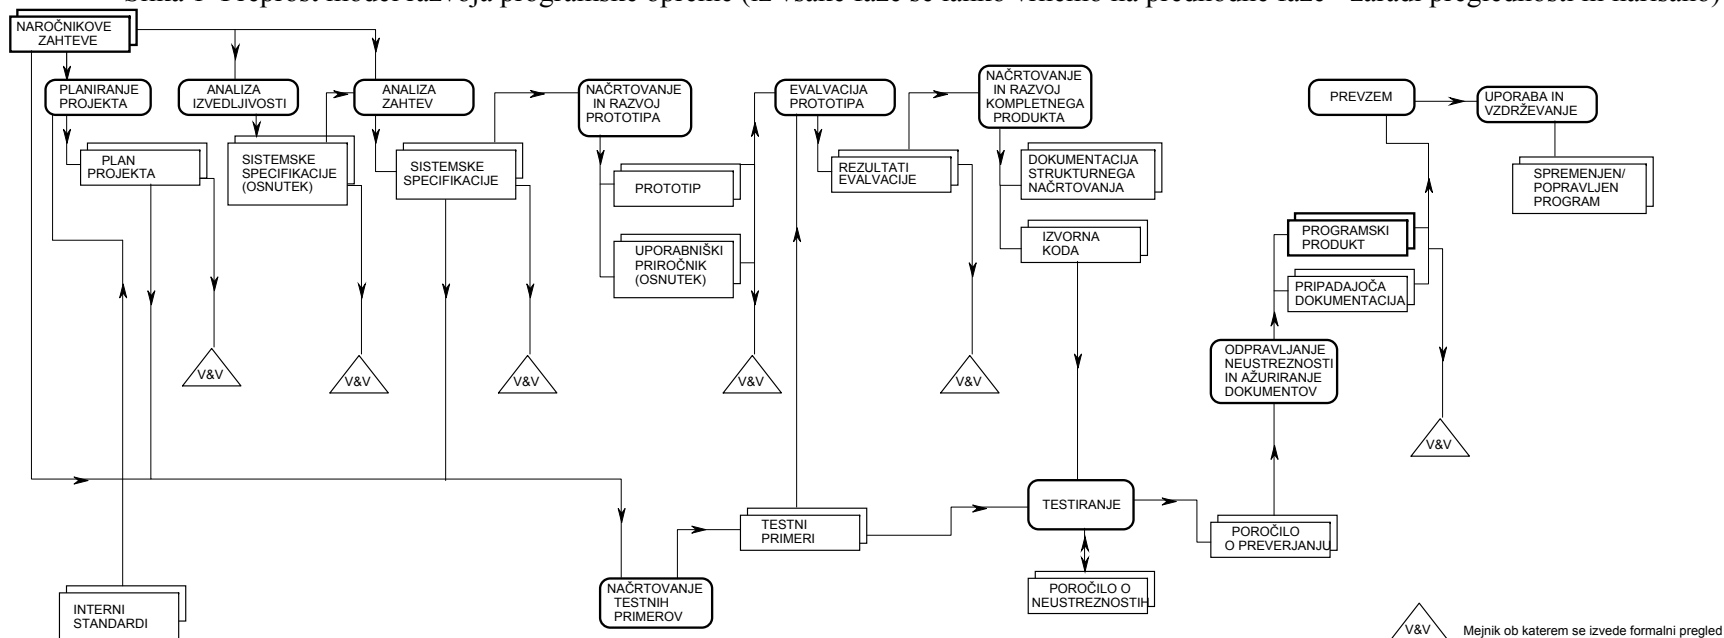 NAROČNIKOVE
ZAHTEVE
PLANIRANJE
PROJEKTA
ANALIZA
IZVEDLJIVOSTI
ANALIZA
ZAHTEV
NAČRTOVANJE
IN RAZVOJ
PROTOTIPA
EVALVACIJA
PROTOTIPA
NAČRTOVANJE
IN RAZVOJ
KOMPLETNEGA
PRODUKTA
PREVZEM
UPORABA IN
VZDRŽEVANJE
PLAN
PROJEKTA
SISTEMSKE
SPECIFIKACIJE
(OSNUTEK)
SISTEMSKE
SPECIFIKACIJE
PROTOTIP
REZULTATI
EVALVACIJE
DOKUMENTACIJA
STRUKTURNEGA
NAČRTOVANJA
SPREMENJEN/
POPRAVLJEN
PROGRAM
UPORABNIŠKI
PRIROČNIK
(OSNUTEK)
IZVORNA
KODA
PROGRAMSKI
PRODUKT
PRIPADAJOČA
DOKUMENTACIJA
ODPRAVLJANJE
NEUSTREZNOSTI
IN AŽURIRANJE
DOKUMENTOV
V&V
V&V
V&V
V&V
V&V
V&V
TESTIRANJE
TESTNI
PRIMERI
POROČILO
O PREVERJANJU
NAČRTOVANJE
TESTNIH
PRIMEROV
POROČILO O
NEUSTREZNOSTIH
INTERNI
STANDARDI
V&V
Mejnik ob katerem se izvede formalni pregled